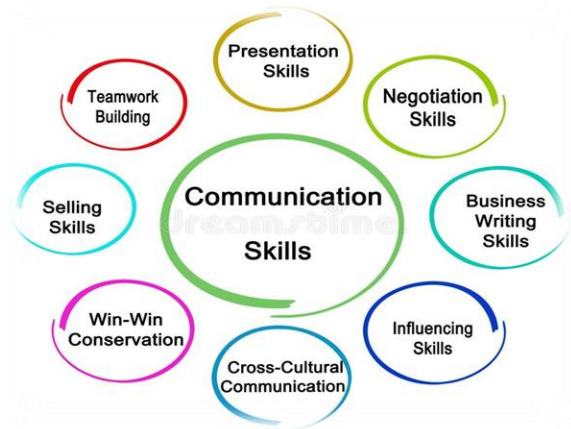 Presentation
Skills
Teamwork
Building
Negotiation
Skills
Communication
Skills
Selling
Skills
Business
Writing
Skills
dreamstime
Win-Win
Conservation
Influencing
Skills
Cross-Cultural
Communication